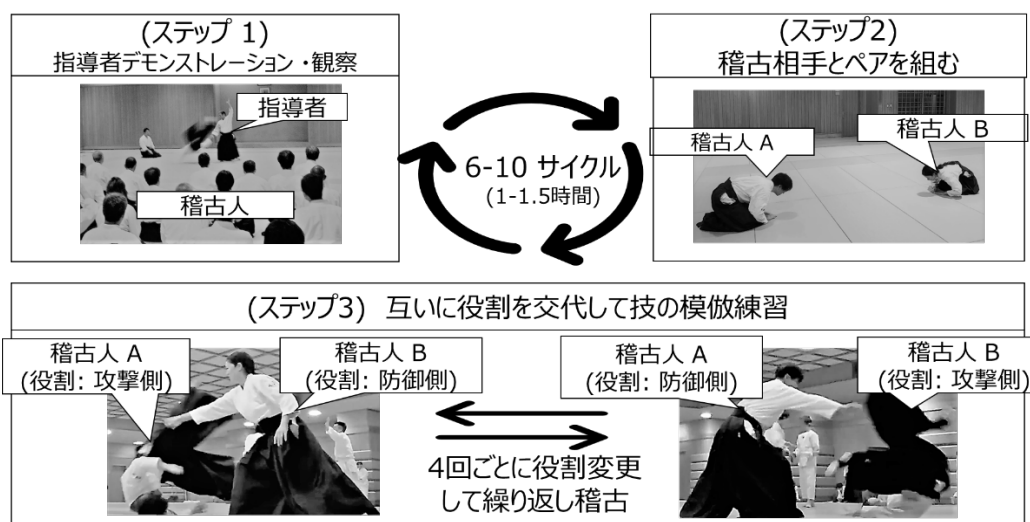 (ステップ 1)
指導者デモンストレーション・観察
指導者
稽古人
6-10 サイクル
(1-1.5時間)
(ステップ2)
稽古相手とペアを組む
稽古人 A
稽古人 B
(ステップ3) 互いに役割を交代して技の模倣練習
稽古人 A
(役割: 攻撃側)
稽古人 B
(役割: 防御側)
4回ごとに役割変更
して繰り返し稽古
稽古人 A
(役割: 防御側)
稽古人 B
(役割: 攻撃側)